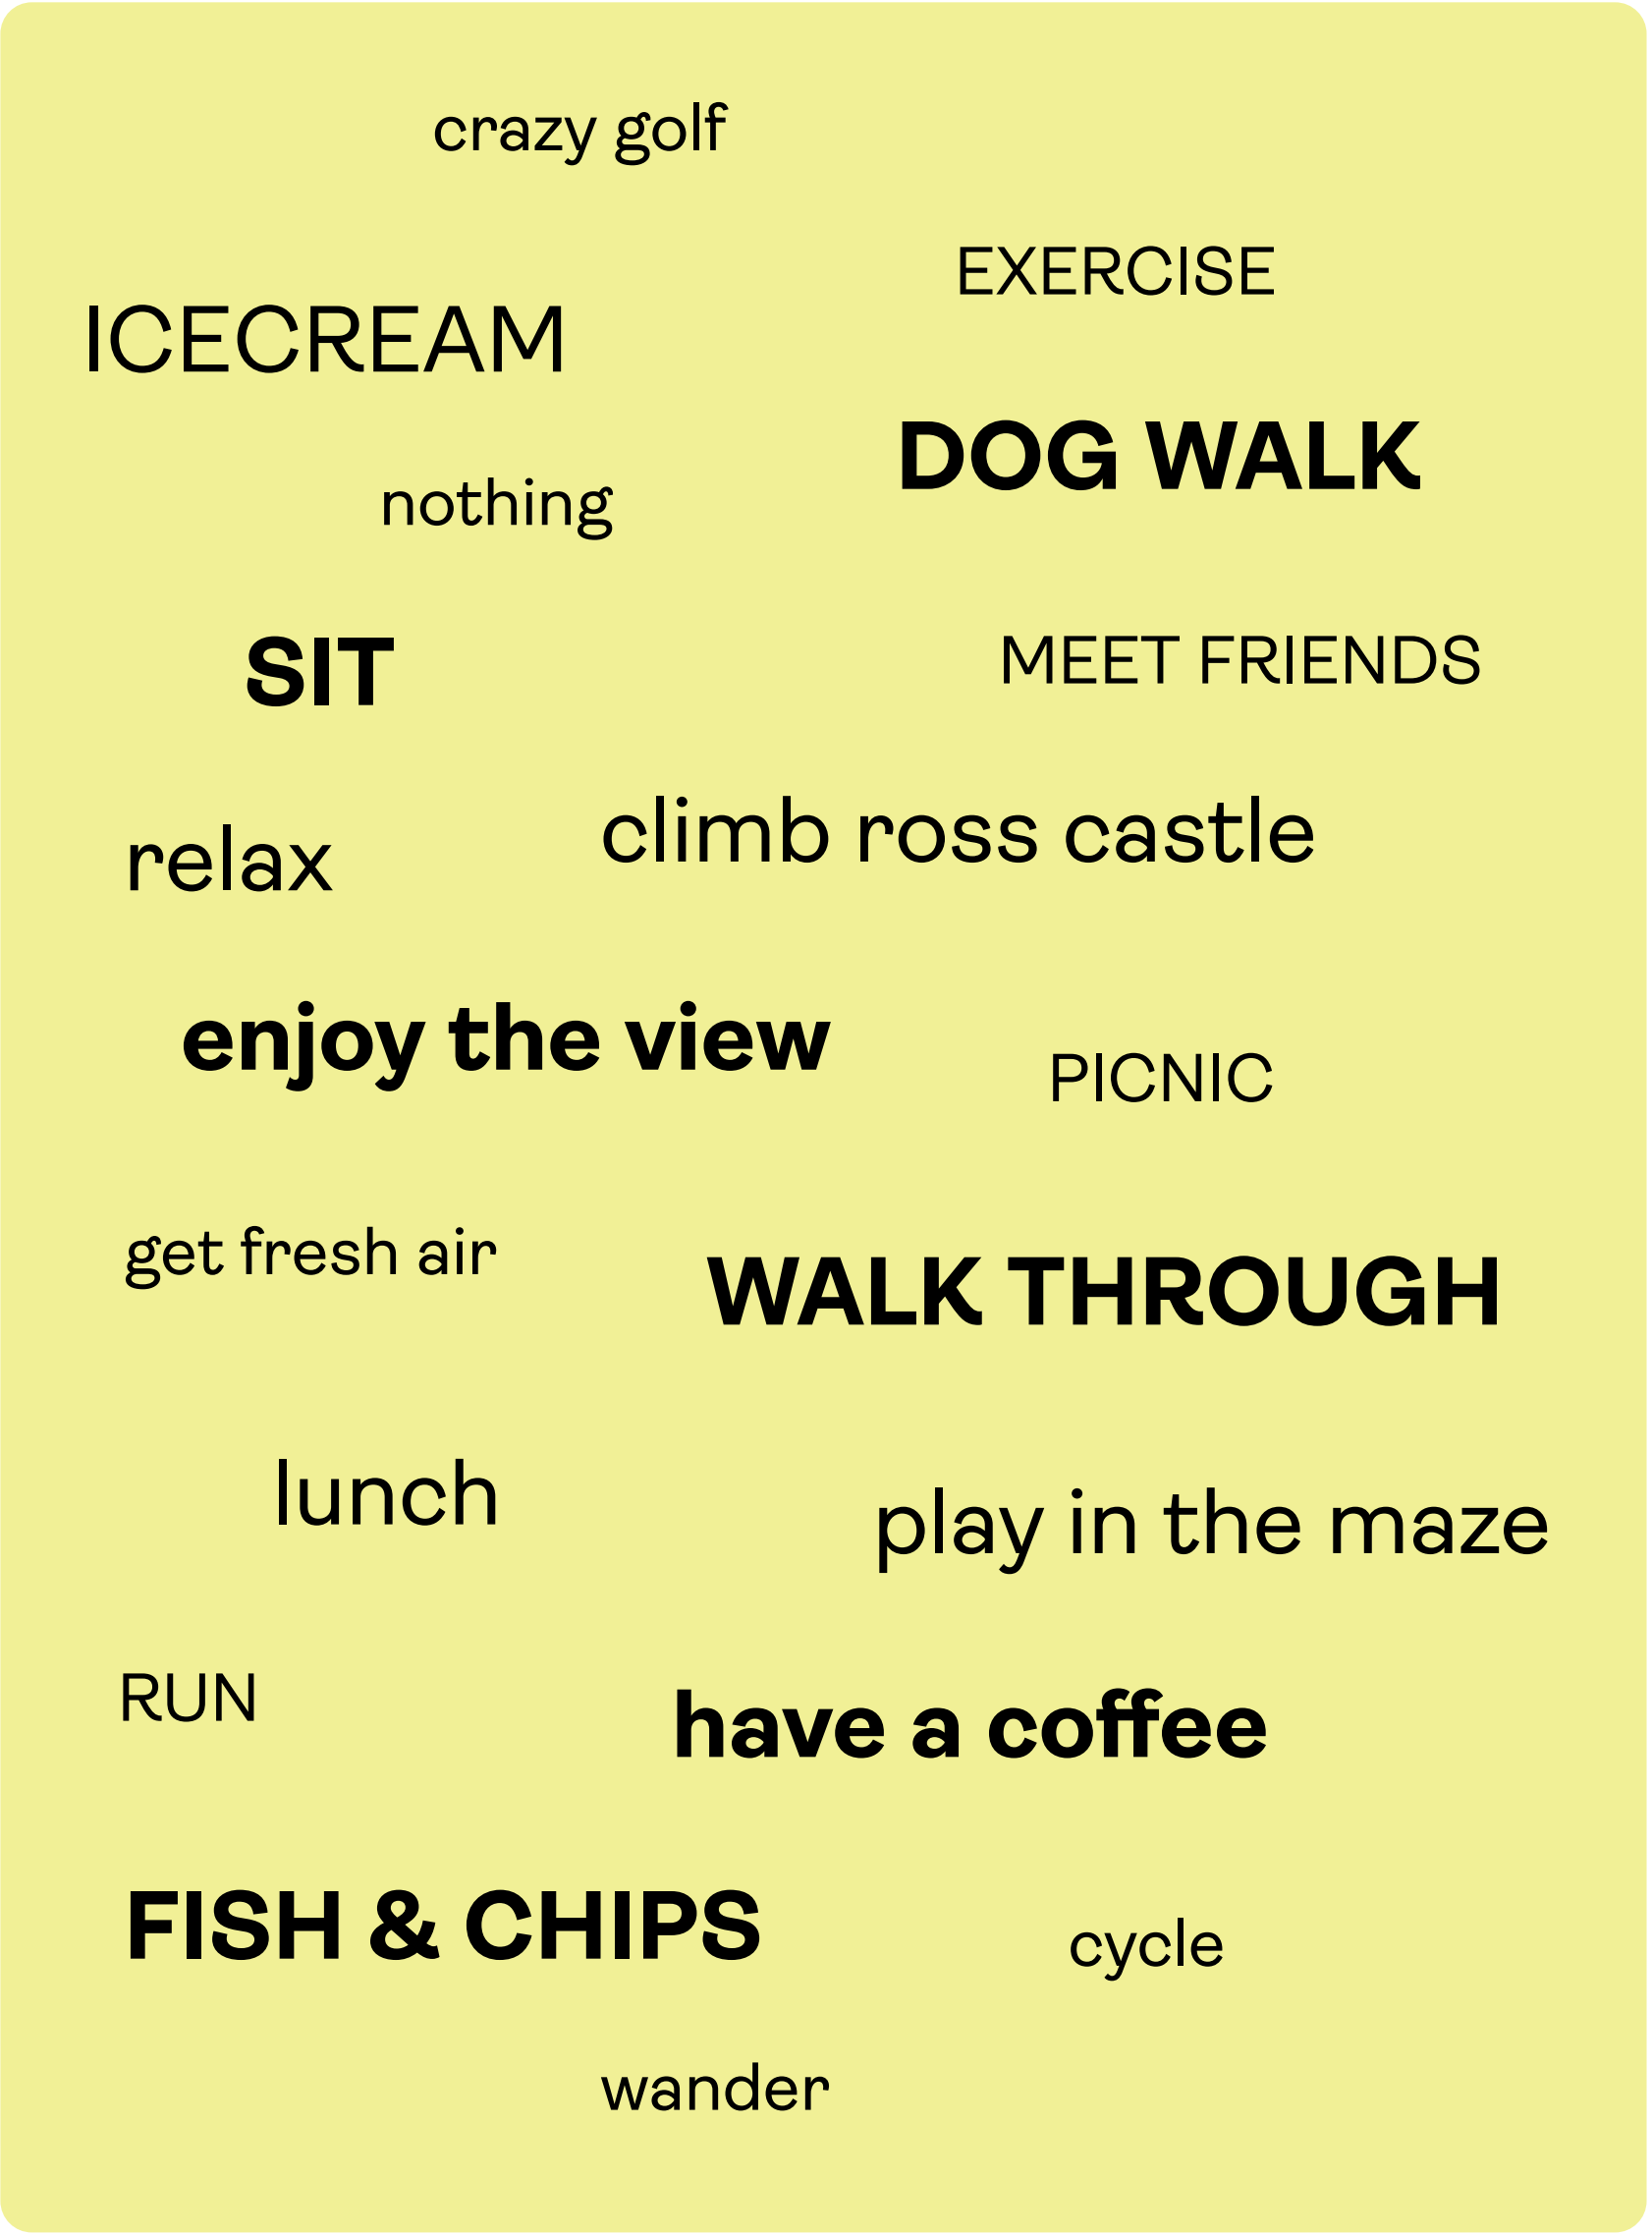 crazy golf
EXERCISE
ICECREAM
DOG WALK
nothing
SIT
MEET FRIENDS
climb ross castle
relax
enjoy the view
PICNIC
get fresh air
WALK THROUGH
lunch
play in the maze
RUN
have a coffee
FISH & CHIPS
cycle
wander